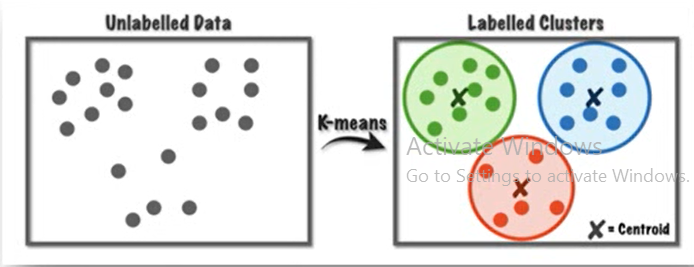 Unlabelled Data
Labelled Clusters
K-means
Activate Windows
Go to Settings to activate Windows.
X = Centroid